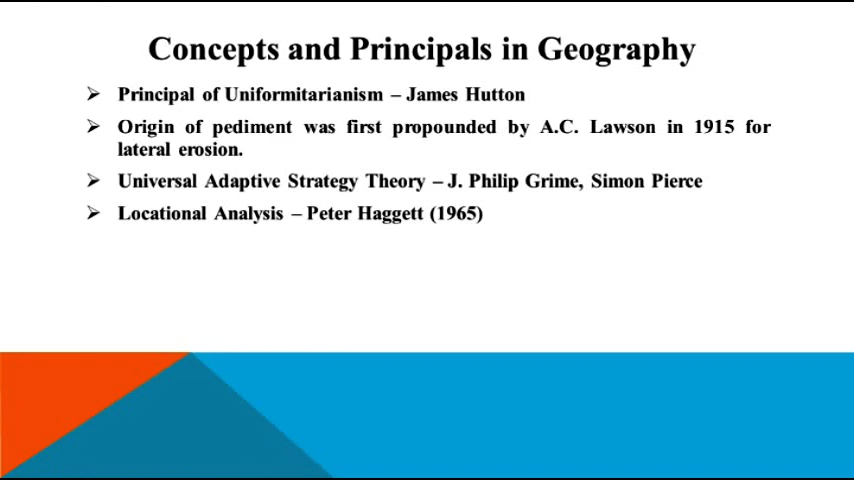 Concepts and Principals in Geography
➢ Principal of Uniformitarianism – James Hutton
➢ Origin of pediment was first propounded by A.C. Lawson in 1915 for
lateral erosion.
➢ Universal Adaptive Strategy Theory – J. Philip Grime, Simon Pierce
➢ Locational Analysis – Peter Haggett (1965)